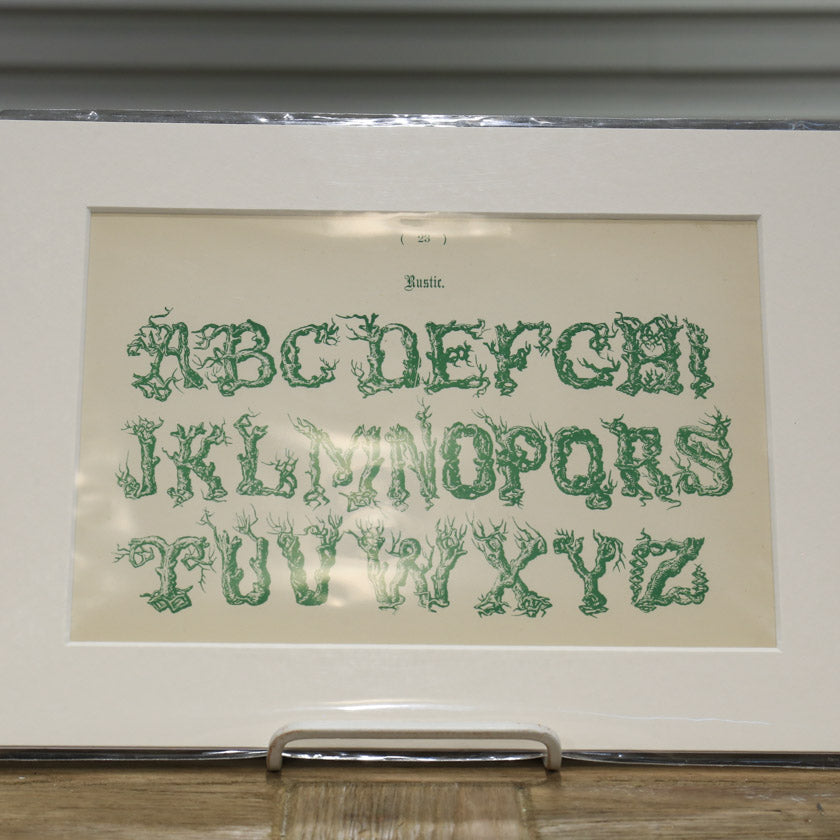 ( 23 )
Rustic.
ABCDEFGHI
JKLMNOPQRS
TUVWXYZ